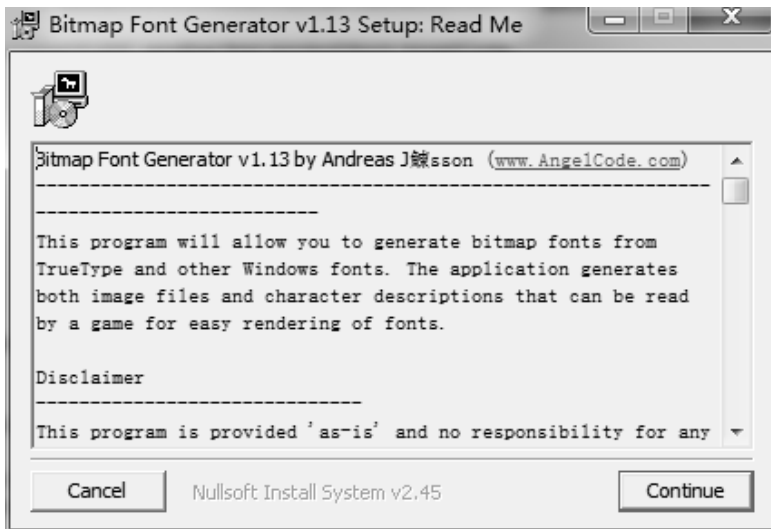 Bitmap Font Generator v1.13 Setup: Read Me
Bitmap Font Generator v1.13 by Andreas J鰊sson (www.AngelCode.com)
-------------------------------------------------------------------
----------------------------
This program will allow you to generate bitmap fonts from
TrueType and other Windows fonts. The application generates
both image files and character descriptions that can be read
by a game for easy rendering of fonts.
Disclaimer
--------------------------------
This program is provided 'as-is' and no responsibility for any
Cancel
Nullsoft Install System v2.45
Continue